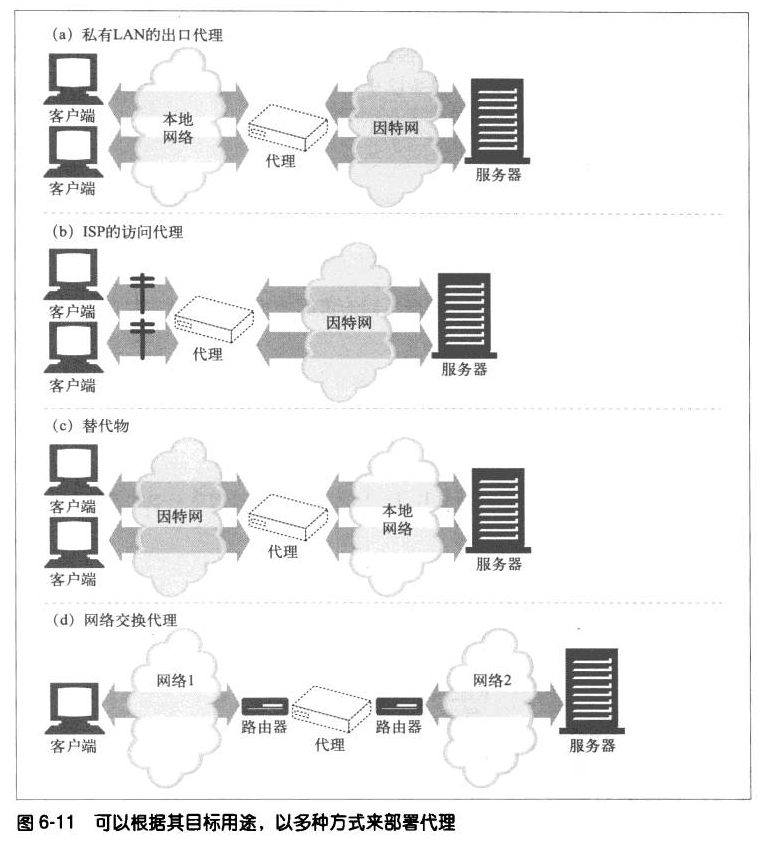 (a) 私有LAN的出口代理
客户端
客户端
本地
网络
代理
因特网
服务器
(b) ISP的访问代理
客户端
客户端
代理
因特网
服务器
(c) 替代物
客户端
客户端
因特网
代理
本地
网络
服务器
(d) 网络交换代理
客户端
网络1
路由器
代理
路由器
网络2
服务器
图 6-11 可以根据其目标用途，以多种方式来部署代理